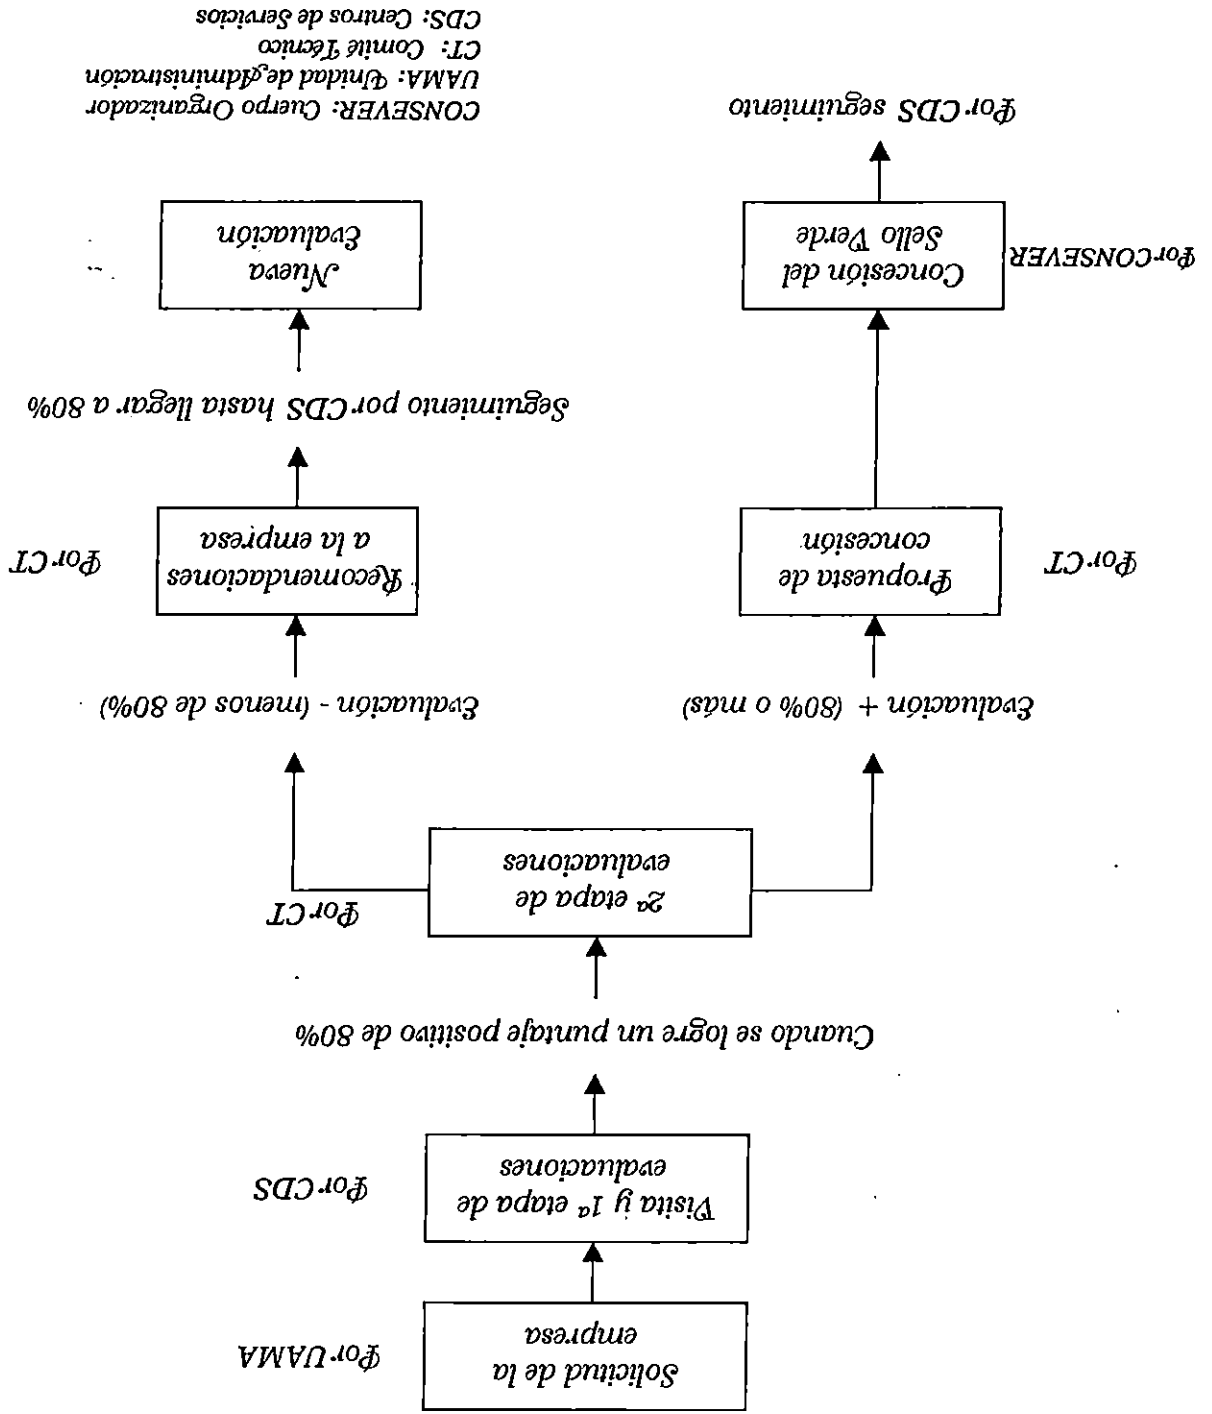 Solicitud de la
empresa
Por UAMA
Visita y 1ª etapa de
evaluaciones
Por CDS
Cuando se logre un puntaje positivo de 80%
2ª etapa de
evaluaciones
Por CT
Evaluación + (80% o más)
Evaluación - (menos de 80%)
Por CT
Propuesta de
concesión
Recomendaciones
a la empresa
Por CT
Seguimiento por CDS hasta llegar a 80%
Por CONSEVER
Concesión del
Sello Verde
Nueva
Evaluación
Por CDS seguimiento
CONSEVER: Cuerpo Organizador
UAMA: Unidad de Administración
CT: Comité Técnico
CDS: Centros de Servicios